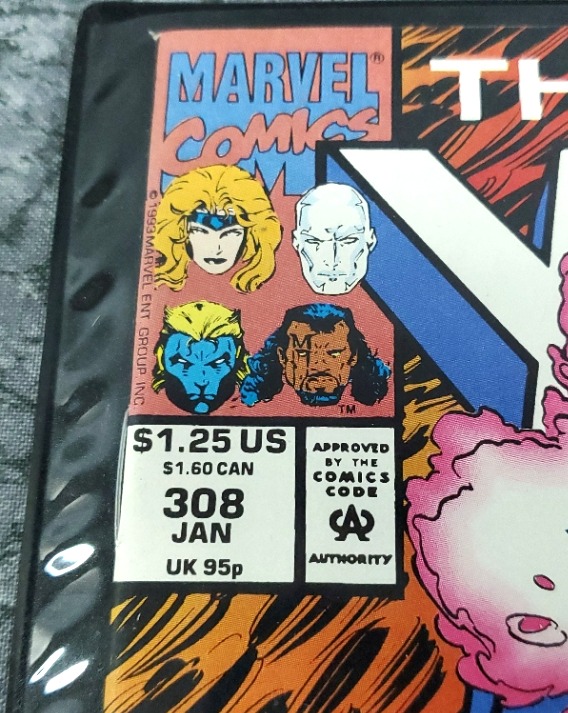 MARVEL®
COMICS
TH
© 1993 MARVEL ENT. GROUP, INC.
M
TM
$1.25 US
$1.60 CAN
308
JAN
UK 95p
APPROVED
BY THE
COMICS
CODE
CA
AUTHORITY